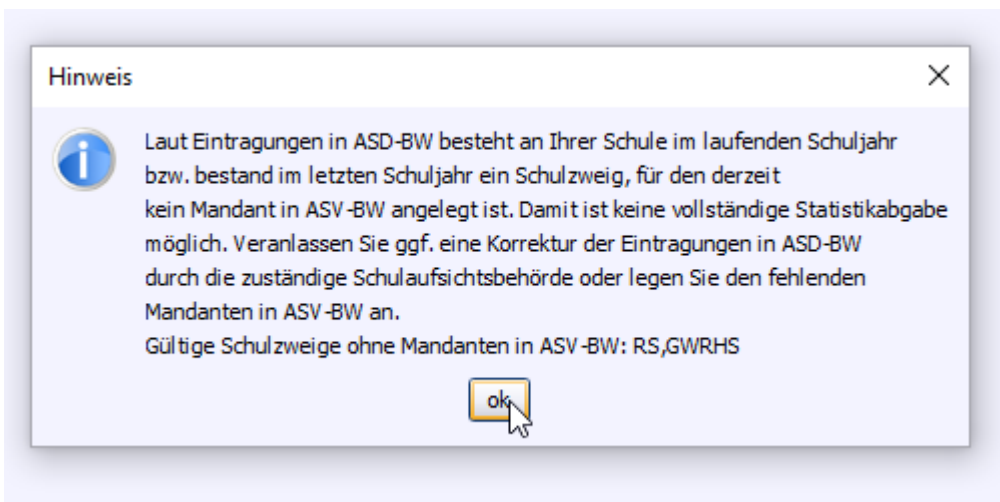 Hinweis
Laut Eintragungen in ASD-BW besteht an Ihrer Schule im laufenden Schuljahr
bzw. bestand im letzten Schuljahr ein Schulzweig, für den derzeit
kein Mandant in ASV-BW angelegt ist. Damit ist keine vollständige Statistikabgabe
möglich. Veranlassen Sie ggf. eine Korrektur der Eintragungen in ASD-BW
durch die zuständige Schulaufsichtsbehörde oder legen Sie den fehlenden
Mandanten in ASV-BW an.
Gültige Schulzweige ohne Mandanten in ASV-BW: RS,GWRHS
ok